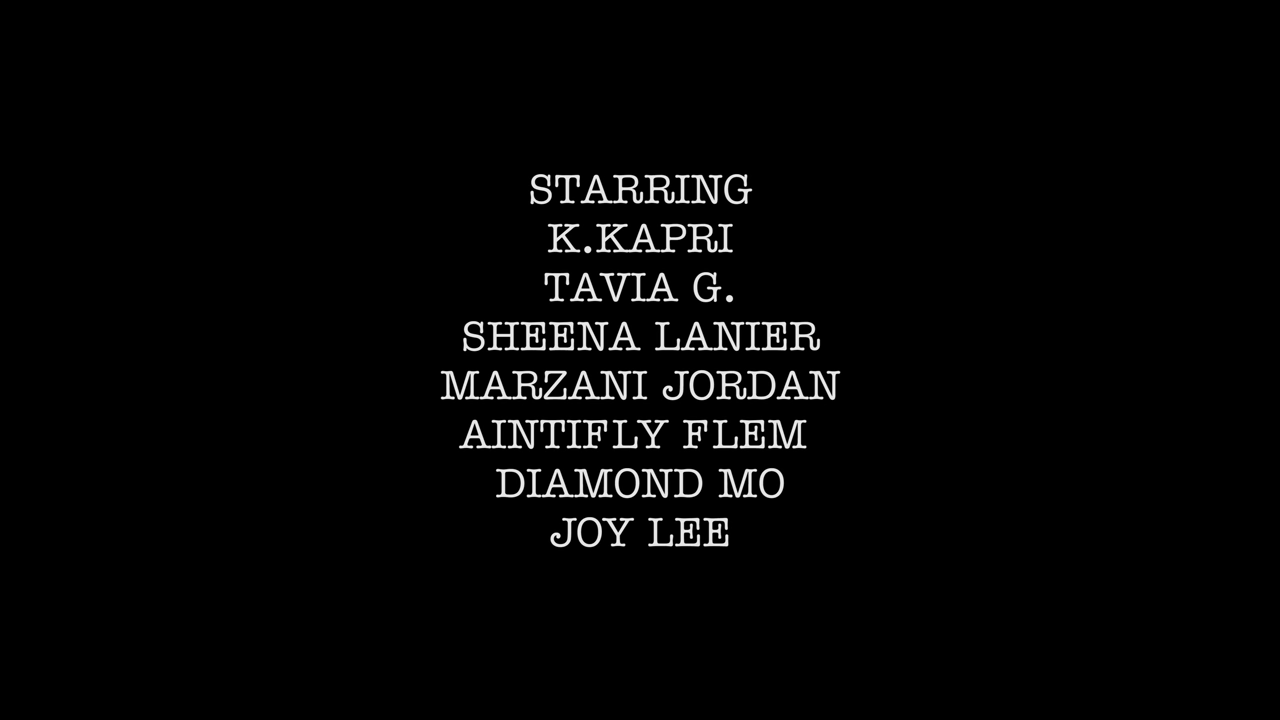 STARRING
K.KAPRI
TAVIA G.
SHEENA LANIER
MARZANI JORDAN
AINTIFLY FLEM
DIAMOND MO
JOY LEE